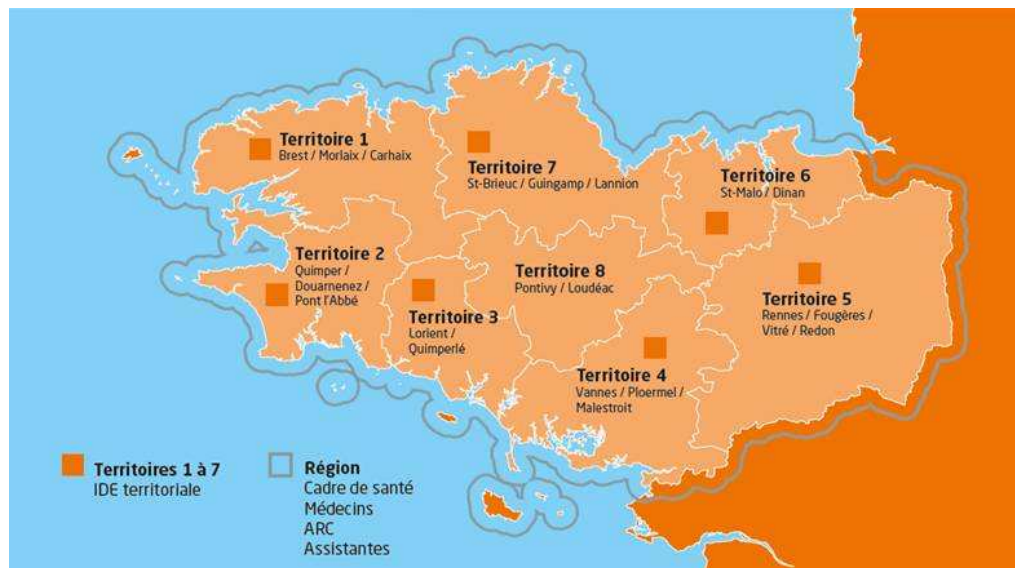 Territoire 1
Brest / Morlaix / Carhaix
Territoire 7
St-Brieuc / Guingamp / Lannion
Territoire 6
St-Malo / Dinan
Territoire 2
Quimper /
Douarnenez /
Pont l'Abbé
Territoire 3
Lorient /
Quimperlé
Territoire 8
Pontivy / Loudéac
Territoire 5
Rennes / Fougères /
Vitré / Redon
Territoire 4
Vannes / Ploermel /
Malestroit
Territoires 1 à 7
IDE territoriale
Région
Cadre de santé
Médecins
ARC
Assistantes